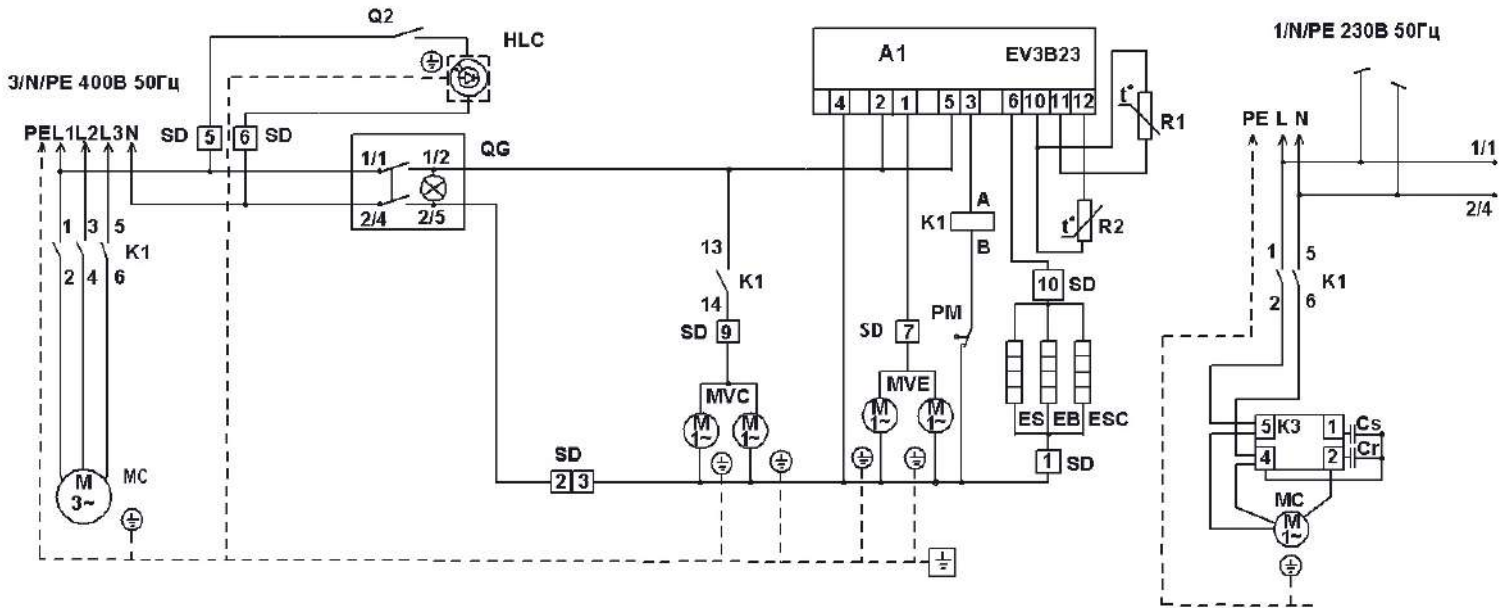 Q2
HLC
A1 EV3B23
1/N/PE 230В 50Гц
3/N/PE 400В 50Гц
4 2 1 5 3 6 10 11 12
t° R1
PE L1 L2 L3 N
SD 5 6 SD
QG
1/1 1/2
2/4 2/5
PE L N
1/1
2/4
1 3 5
K1
2 4 6
A
K1
B
t° R2
13
K1
14
10 SD
1 5
K1
2 6
SD 9
SD 7
PM
MVC
M 1~ M 1~
MVE
M 1~ M 1~
ES EB ESC
5 K3 1 Cs
4 2 Cr
SD
2 3
1 SD
M 3~
MC
MC
M 1~